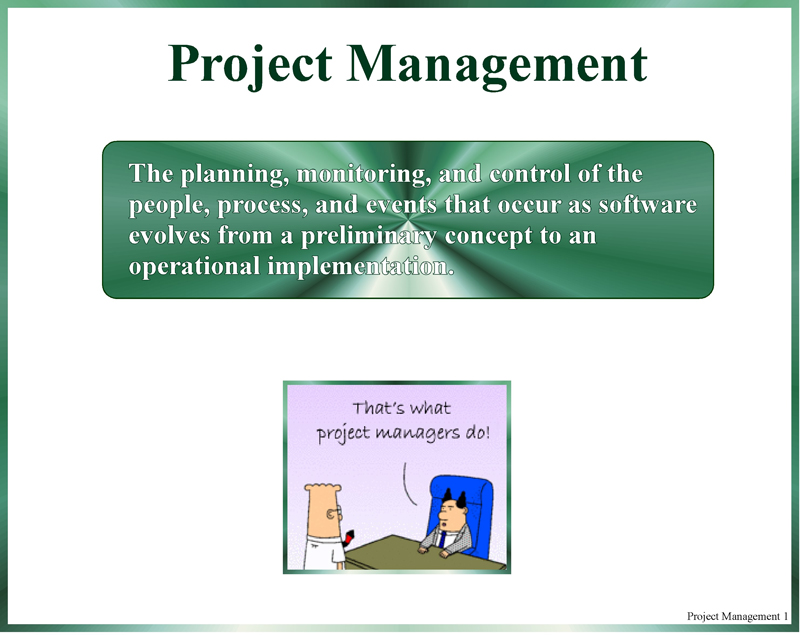 Project Management
The planning, monitoring, and control of the
people, process, and events that occur as software
evolves from a preliminary concept to an
operational implementation.
That's what
project managers do!
Project Management 1